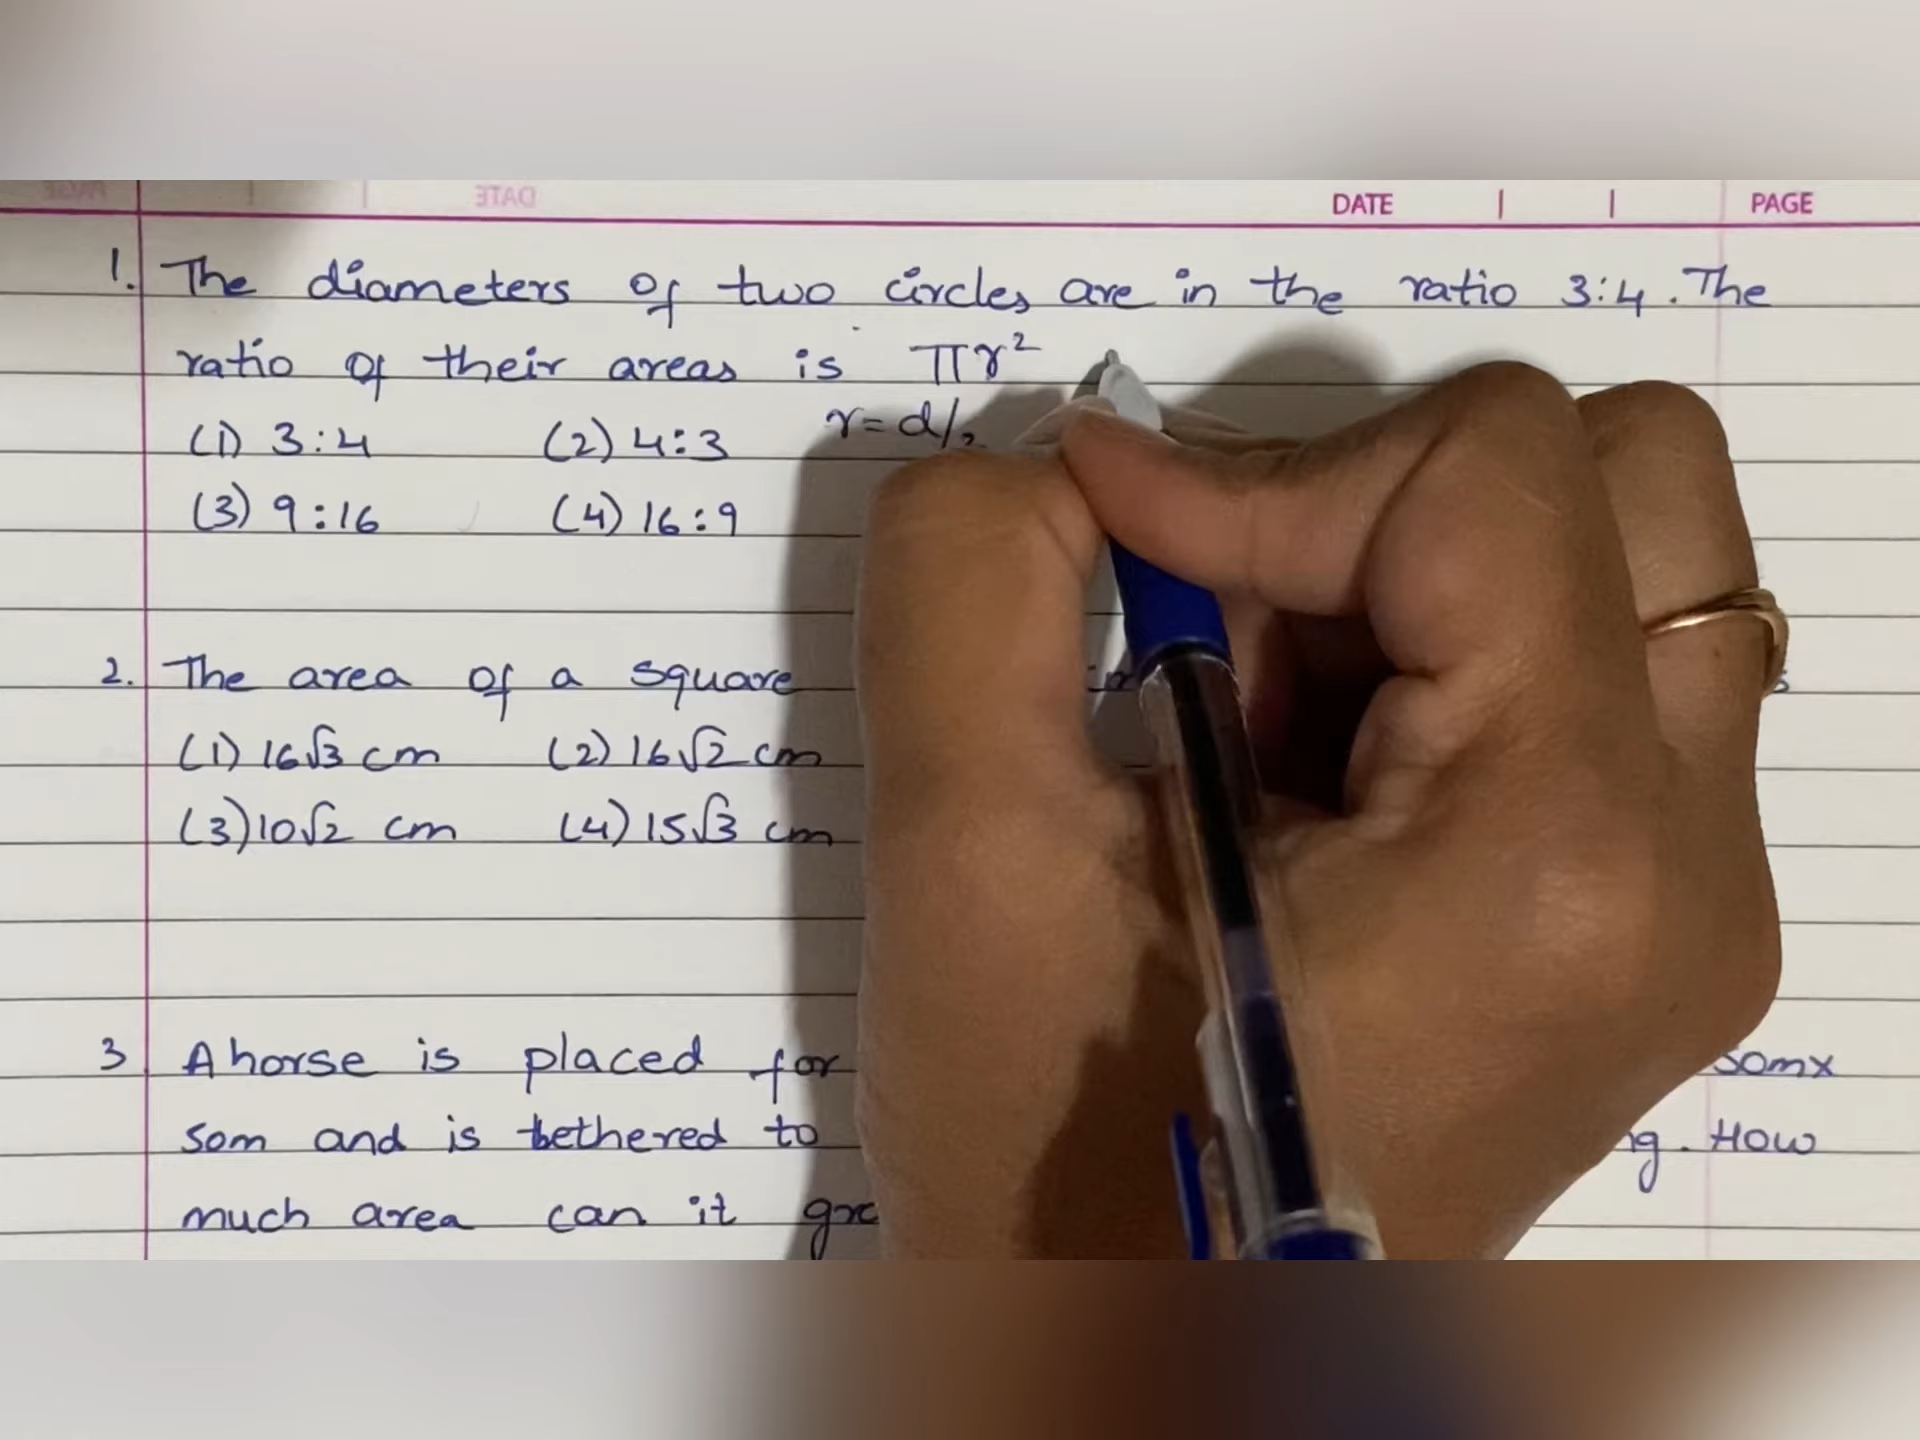 DATE PAGE
1. The diameters of two circles are in the ratio 3:4. The
ratio of their areas is πr²
r = d/2
(1) 3:4 (2) 4:3
(3) 9:16 (4) 16:9
2. The area of a square
(1) 16√3 cm (2) 16√2 cm
(3) 10√2 cm (4) 15√3 cm
3 A horse is placed for 50mx
50m and is tethered to How
much area can it